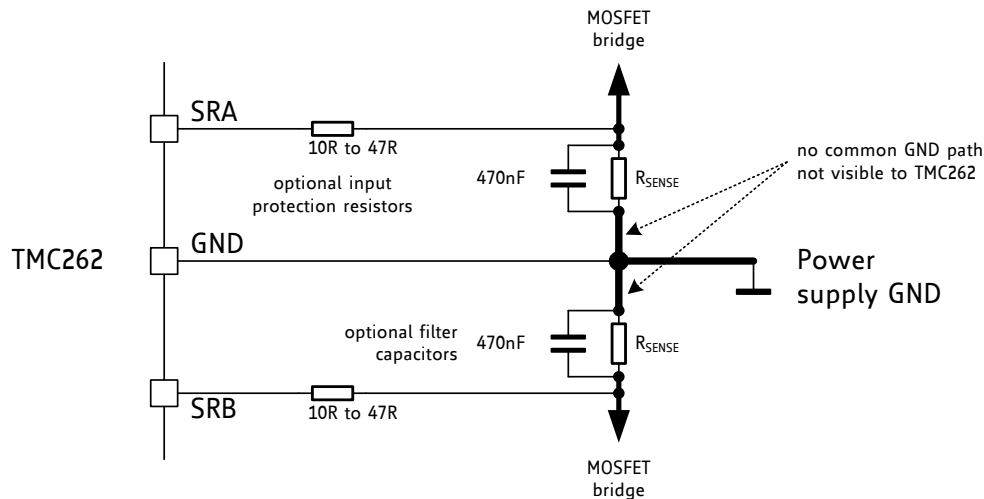 MOSFET
bridge
SRA
10R to 47R
470nF
RSENSE
no common GND path
not visible to TMC262
optional input
protection resistors
TMC262
GND
Power
supply GND
optional filter
capacitors
470nF
RSENSE
SRB
10R to 47R
MOSFET
bridge